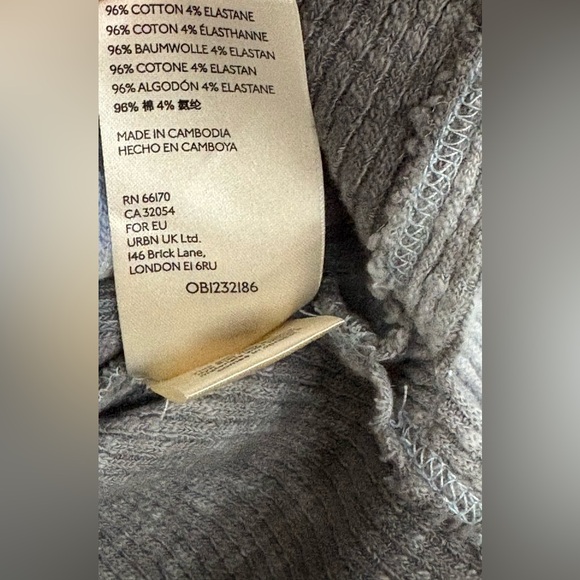 96% COTTON 4% ELASTANE
96% COTON 4% ÉLASTHANNE
96% BAUMWOLLE 4% ELASTAN
96% COTONE 4% ELASTAN
96% ALGODÓN 4% ELASTANE
96% 棉 4% 氨纶
MADE IN CAMBODIA
HECHO EN CAMBOYA
RN 66170
CA 32054
FOR EU
URBN UK Ltd.
146 Brick Lane,
LONDON E1 6RU
OB1232186